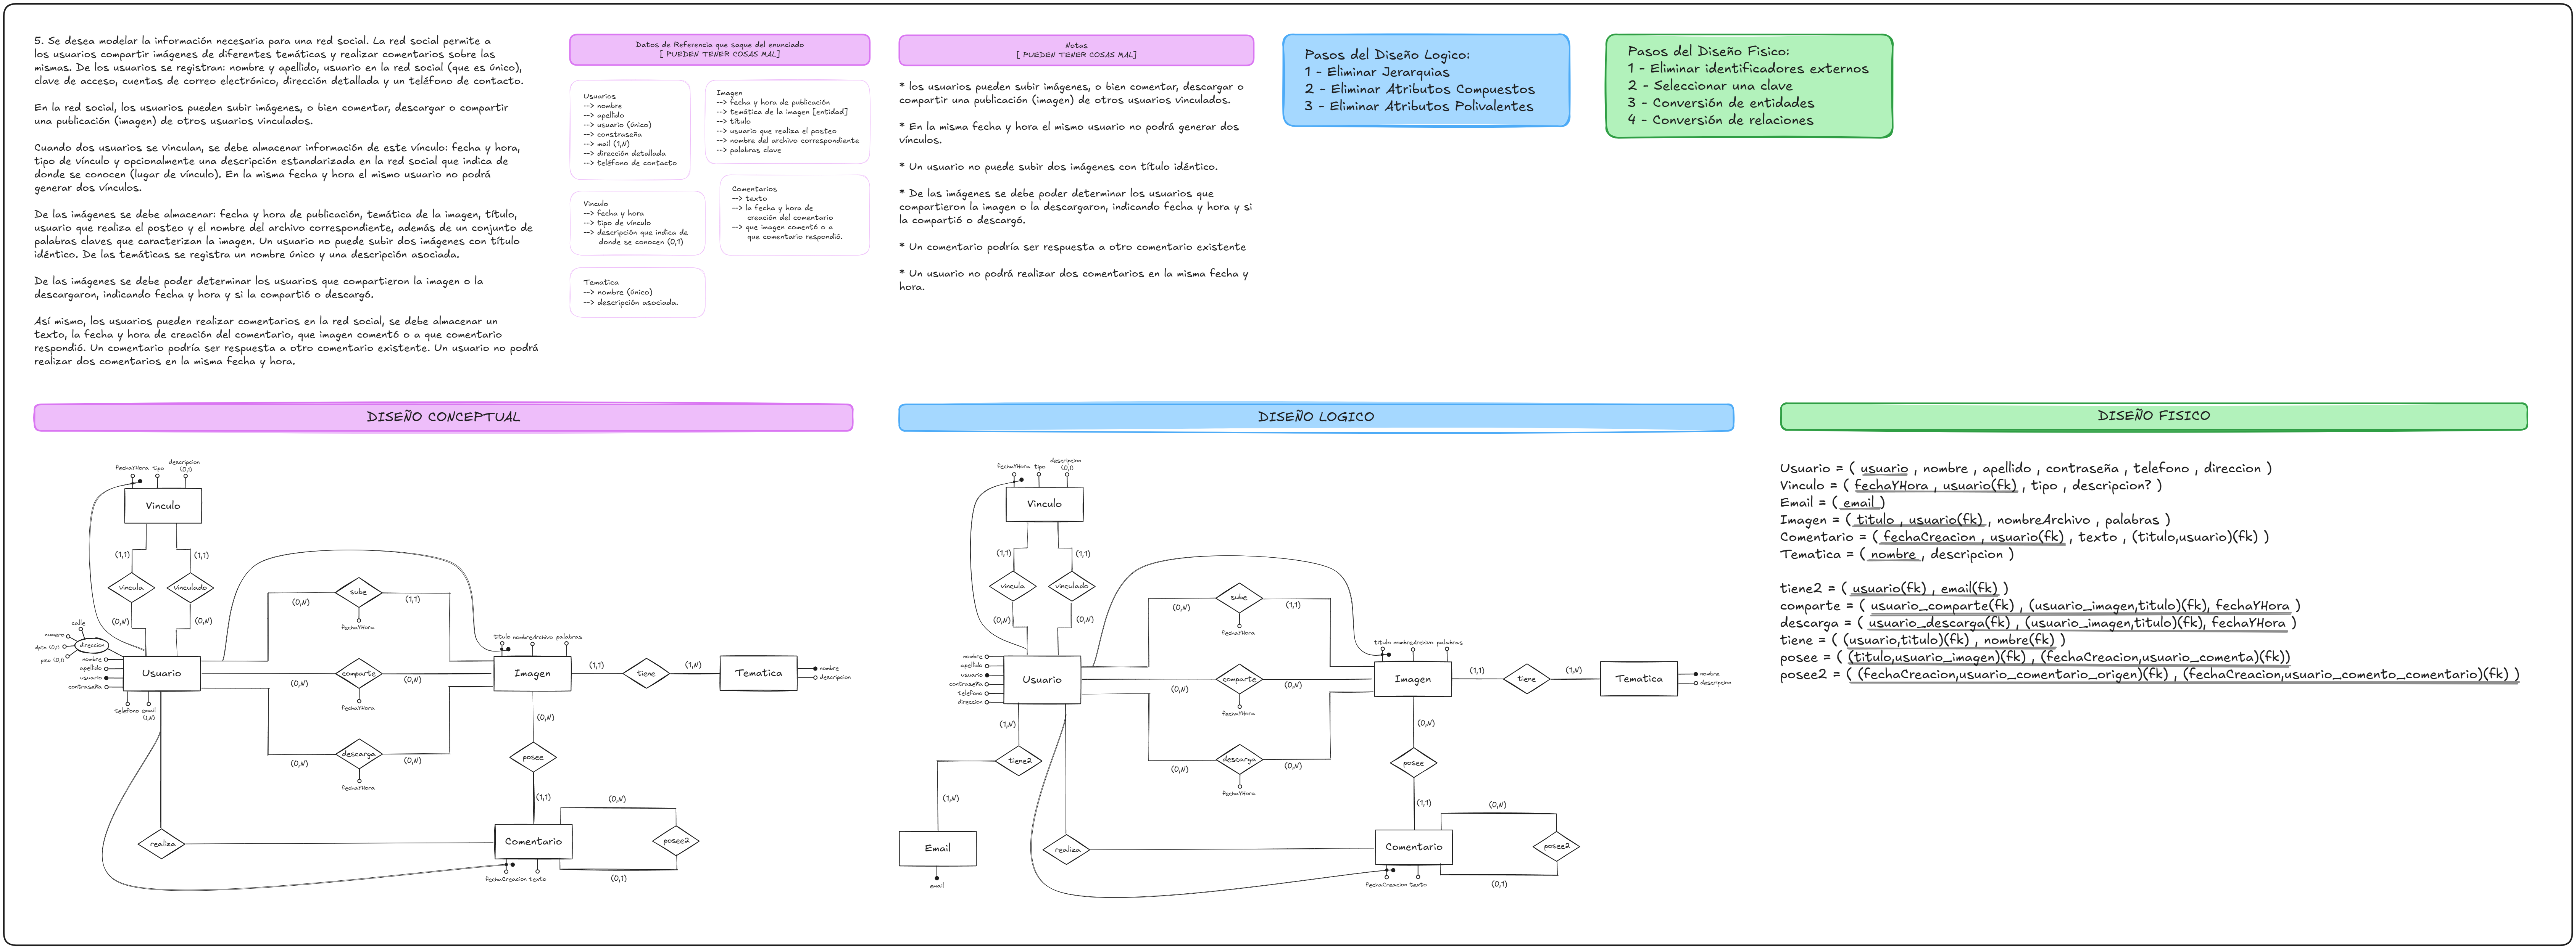 5. Se desea modelar la información necesaria para una red social. La red social permite a
los usuarios compartir imágenes de diferentes temáticas y realizar comentarios sobre las
mismas. De los usuarios se registran: nombre y apellido, usuario en la red social (que es único),
clave de acceso, cuentas de correo electrónico, dirección detallada y un teléfono de contacto.
En la red social, los usuarios pueden subir imágenes, o bien comentar, descargar o compartir
una publicación (imagen) de otros usuarios vinculados.
Cuando dos usuarios se vinculan, se debe almacenar información de este vínculo: fecha y hora,
tipo de vínculo y opcionalmente una descripción estandarizada en la red social que indica de
donde se conocen (lugar de vínculo). En la misma fecha y hora el mismo usuario no podrá
generar dos vínculos.
De las imágenes se debe almacenar: fecha y hora de publicación, temática de la imagen, título,
usuario que realiza el posteo y el nombre del archivo correspondiente, además de un conjunto de
palabras claves que caracterizan la imagen. Un usuario no puede subir dos imágenes con título
idéntico. De las temáticas se registra un nombre único y una descripción asociada.
De las imágenes se debe poder determinar los usuarios que compartieron la imagen o la
descargaron, indicando fecha y hora y si la compartió o descargó.
Así mismo, los usuarios pueden realizar comentarios en la red social, se debe almacenar un
texto, la fecha y hora de creación del comentario, que imagen comentó o a que comentario
respondió. Un comentario podría ser respuesta a otro comentario existente. Un usuario no podrá
realizar dos comentarios en la misma fecha y hora.
Datos de Referencia que saque del enunciado
[ PUEDEN TENER COSAS MAL]
Usuarios
--> nombre
--> apellido
--> usuario (único)
--> constraseña
--> mail (1,N)
--> dirección detallada
--> teléfono de contacto
Imagen
--> fecha y hora de publicación
--> temática de la imagen [entidad]
--> título
--> usuario que realiza el posteo
--> nombre del archivo correspondiente
--> palabras clave
Vinculo
--> fecha y hora
--> tipo de vínculo
--> descripción que indica de
donde se conocen (0,1)
Comentarios
--> texto
--> la fecha y hora de
creación del comentario
--> que imagen comentó o a
que comentario respondió.
Tematica
--> nombre (único)
--> descripción asociada.
Notas
[ PUEDEN TENER COSAS MAL]
* los usuarios pueden subir imágenes, o bien comentar, descargar o
compartir una publicación (imagen) de otros usuarios vinculados.
* En la misma fecha y hora el mismo usuario no podrá generar dos
vínculos.
* Un usuario no puede subir dos imágenes con título idéntico.
* De las imágenes se debe poder determinar los usuarios que
compartieron la imagen o la descargaron, indicando fecha y hora y si
la compartió o descargó.
* Un comentario podría ser respuesta a otro comentario existente
* Un usuario no podrá realizar dos comentarios en la misma fecha y
hora.
Pasos del Diseño Logico:
1 - Eliminar Jerarquias
2 - Eliminar Atributos Compuestos
3 - Eliminar Atributos Polivalentes
Pasos del Diseño Fisico:
1 - Eliminar identificadores externos
2 - Seleccionar una clave
3 - Conversión de entidades
4 - Conversión de relaciones
DISEÑO CONCEPTUAL
fechaYHora
tipo
descripcion
(0,1)
Vinculo
(1,1)
(1,1)
vincula
vinculado
(0,N)
(0,N)
calle
numero
dpto (0,1)
piso (0,1)
direccion
nombre
apellido
usuario
contraseña
Usuario
telefono
email
(1,N)
sube
(0,N)
(1,1)
fechaYHora
comparte
(0,N)
(0,N)
fechaYHora
descarga
(0,N)
(0,N)
fechaYHora
titulo nombreArchivo palabras
Imagen
(1,1)
tiene
(1,N)
Tematica
nombre
descripcion
(0,N)
posee
(1,1)
realiza
Comentario
fechaCreacion texto
(0,N)
posee2
(0,1)
DISEÑO LOGICO
fechaYHora
tipo
descripcion
(0,1)
Vinculo
(1,1)
(1,1)
vincula
vinculado
(0,N)
(0,N)
nombre
apellido
usuario
contraseña
telefono
direccion
Usuario
(1,N)
tiene2
(1,N)
Email
email
sube
(0,N)
(1,1)
fechaYHora
comparte
(0,N)
(0,N)
fechaYHora
descarga
(0,N)
(0,N)
fechaYHora
titulo nombreArchivo palabras
Imagen
(1,1)
tiene
(1,N)
Tematica
nombre
descripcion
(0,N)
posee
(1,1)
realiza
Comentario
fechaCreacion texto
(0,N)
posee2
(0,1)
DISEÑO FISICO
Usuario = ( usuario , nombre , apellido , contraseña , telefono , direccion )
Vinculo = ( fechaYHora , usuario(fk) , tipo , descripcion? )
Email = ( email )
Imagen = ( titulo , usuario(fk) , nombreArchivo , palabras )
Comentario = ( fechaCreacion , usuario(fk) , texto , (titulo,usuario)(fk) )
Tematica = ( nombre , descripcion )
tiene2 = ( usuario(fk) , email(fk) )
comparte = ( usuario_comparte(fk) , (usuario_imagen,titulo)(fk), fechaYHora )
descarga = ( usuario_descarga(fk) , (usuario_imagen,titulo)(fk), fechaYHora )
tiene = ( (usuario,titulo)(fk) , nombre(fk) )
posee = ( (titulo,usuario_imagen)(fk) , (fechaCreacion,usuario_comenta)(fk))
posee2 = ( (fechaCreacion,usuario_comentario_origen)(fk) , (fechaCreacion,usuario_comento_comentario)(fk) )